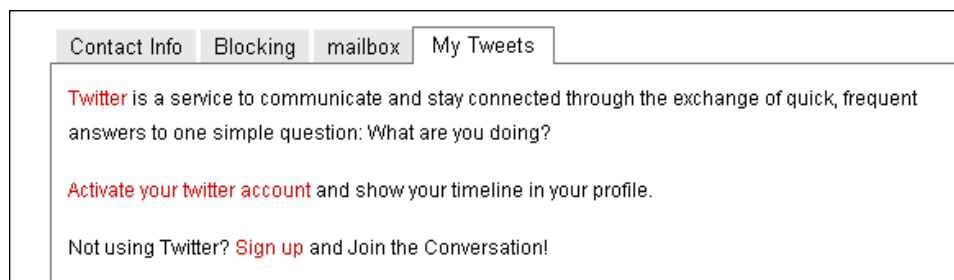 Contact Info Blocking mailbox My Tweets
Twitter is a service to communicate and stay connected through the exchange of quick, frequent
answers to one simple question: What are you doing?
Activate your twitter account and show your timeline in your profile.
Not using Twitter? Sign up and Join the Conversation!